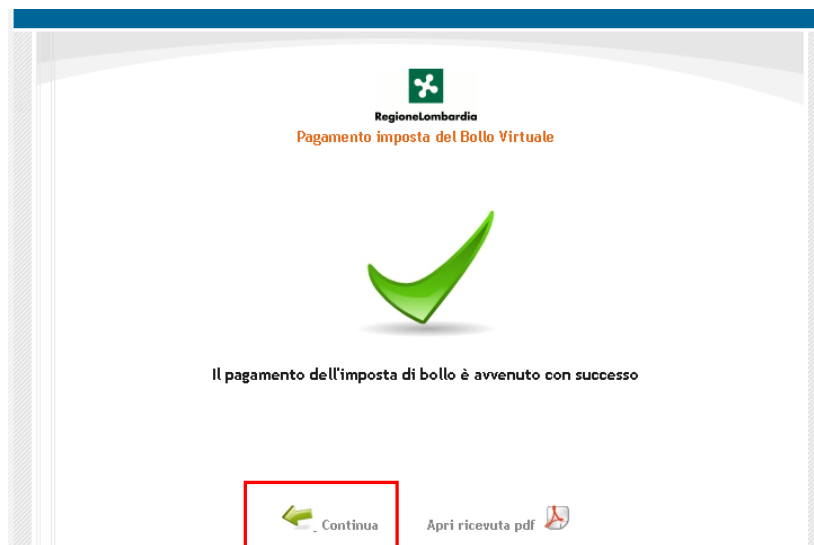 RegioneLombardia
Pagamento imposta del Bollo Virtuale
Il pagamento dell'imposta di bollo è avvenuto con successo
Continua Apri ricevuta pdf